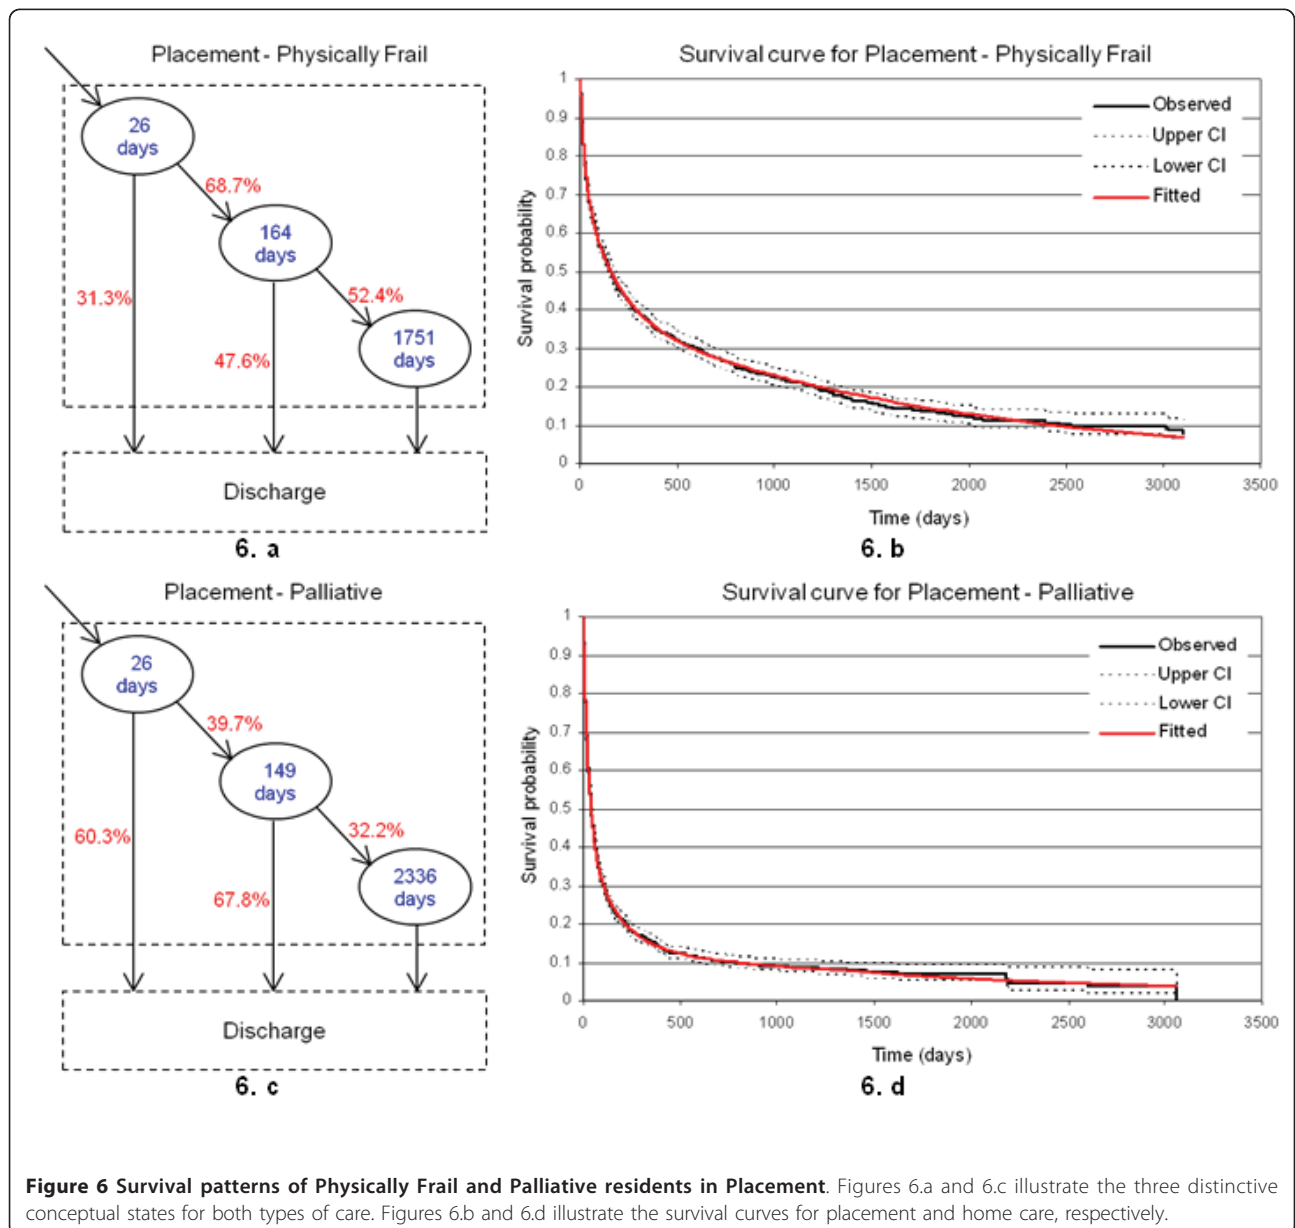 Placement - Physically Frail
26
days
68.7%
164
days
31.3%
52.4%
1751
days
47.6%
Discharge
6. a
Survival curve for Placement - Physically Frail
Survival probability
1
0.9
0.8
0.7
0.6
0.5
0.4
0.3
0.2
0.1
0
Observed
Upper CI
Lower CI
Fitted
0 500 1000 1500 2000 2500 3000 3500
Time (days)
6. b
Placement - Palliative
26
days
39.7%
149
days
60.3%
32.2%
2336
days
67.8%
Discharge
6. c
Survival curve for Placement - Palliative
Survival probability
1
0.9
0.8
0.7
0.6
0.5
0.4
0.3
0.2
0.1
0
Observed
Upper CI
Lower CI
Fitted
0 500 1000 1500 2000 2500 3000 3500
Time (days)
6. d
Figure 6 Survival patterns of Physically Frail and Palliative residents in Placement. Figures 6.a and 6.c illustrate the three distinctive
conceptual states for both types of care. Figures 6.b and 6.d illustrate the survival curves for placement and home care, respectively.